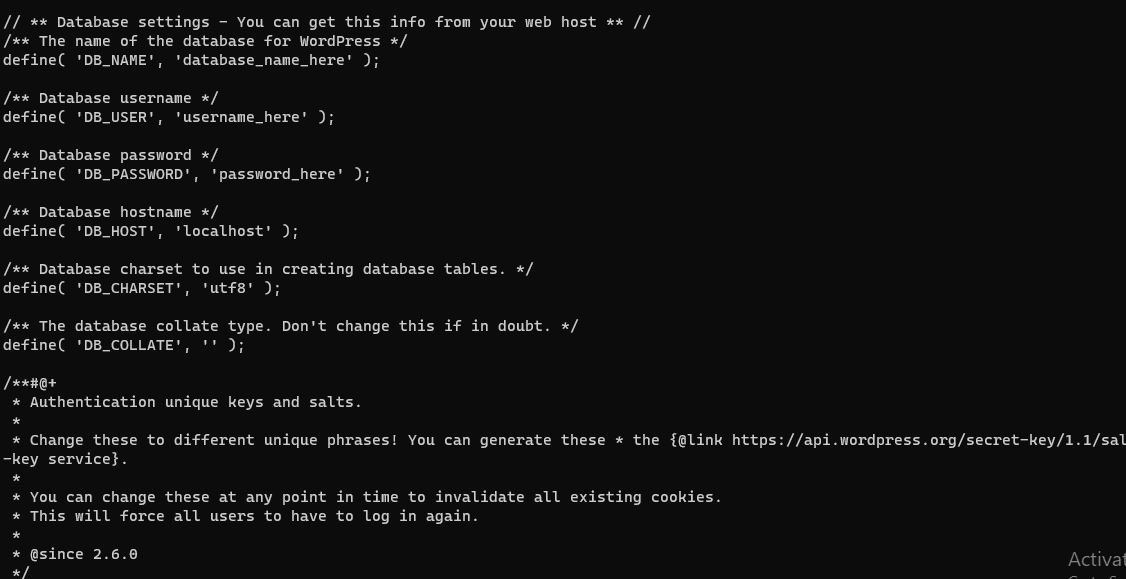 // ** Database settings - You can get this info from your web host ** //
/** The name of the database for WordPress */
define( 'DB_NAME', 'database_name_here' );
/** Database username */
define( 'DB_USER', 'username_here' );
/** Database password */
define( 'DB_PASSWORD', 'password_here' );
/** Database hostname */
define( 'DB_HOST', 'localhost' );
/** Database charset to use in creating database tables. */
define( 'DB_CHARSET', 'utf8' );
/** The database collate type. Don't change this if in doubt. */
define( 'DB_COLLATE', '' );
/**#@+
 * Authentication unique keys and salts.
 *
 * Change these to different unique phrases! You can generate these * the {@link https://api.wordpress.org/secret-key/1.1/sal
-key service}.
 *
 * You can change these at any point in time to invalidate all existing cookies.
 * This will force all users to have to log in again.
 *
 * @since 2.6.0
 */
Activat